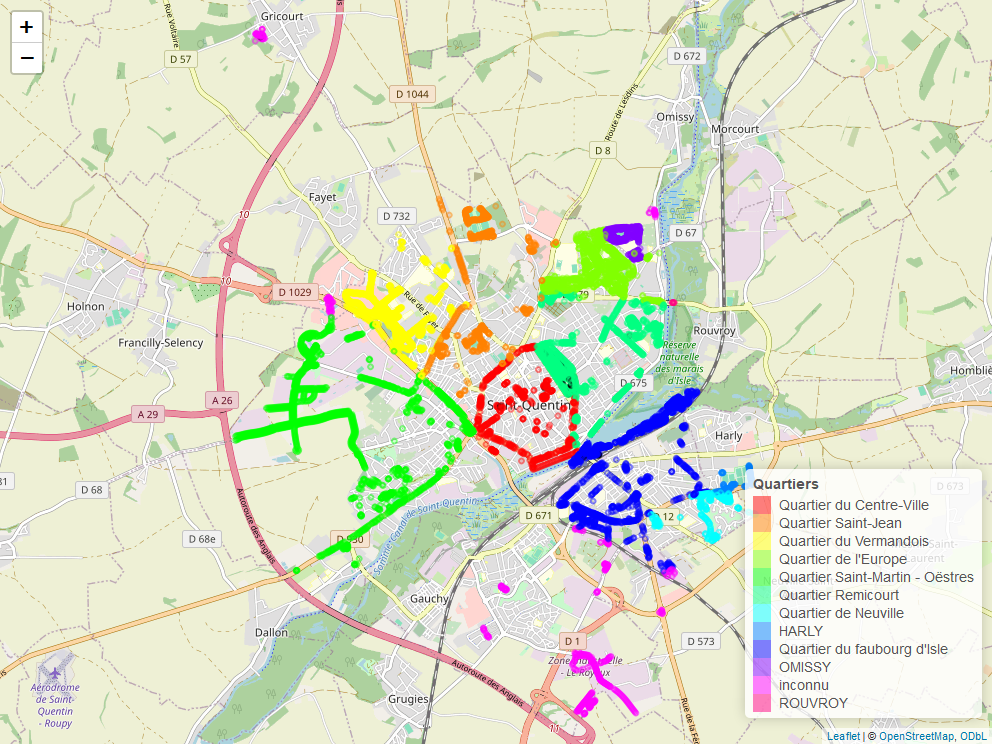 +
−
Gricourt
Rue Voltaire
D 57
D 672
D 1044
Route de Lesdins
Omissy
Morcourt
D 8
Fayet
10
D 732
D 67
10
10
D 1029
Holnon
Rue de F
79
Rouvroy
Francilly-Selency
Réserve
naturelle
des marais
d'Isle
Homblie
D 675
A 26
A 29
Saint-Quentin
Harly
81
D 68
D 673
Quartiers
Quartier du Centre-Ville
Quartier Saint-Jean
Quartier du Vermandois
Quartier de l'Europe
Quartier Saint-Martin - Oëstres
Quartier Remicourt
Quartier de Neuville
HARLY
Quartier du faubourg d'Isle
OMISSY
inconnu
ROUVROY
Autoroute des Anglais
Somme Canal de Saint-Quentin
D 671
12
D 68e
D 930
Gauchy
Dallon
D 1
D 573
Autoroute des Anglais
Le Royeux
Aérodrome
de Saint-
Quentin
- Roupy
Grugies
11
Rue de la Fè
Leaflet | © OpenStreetMap, ODbL